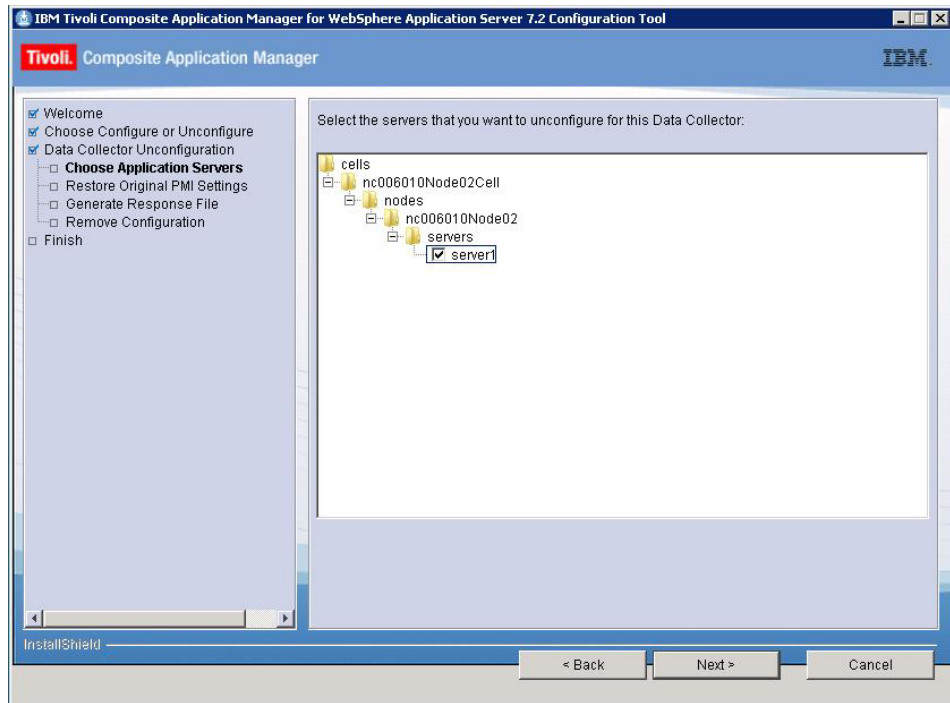 IBM Tivoli Composite Application Manager for WebSphere Application Server 7.2 Configuration Tool
Tivoli. Composite Application Manager
IBM.
Welcome
Choose Configure or Unconfigure
Data Collector Unconfiguration
Choose Application Servers
Restore Original PMI Settings
Generate Response File
Remove Configuration
Finish
Select the servers that you want to unconfigure for this Data Collector:
cells
nc006010Node02Cell
nodes
nc006010Node02
servers
server1
InstallShield
< Back Next > Cancel